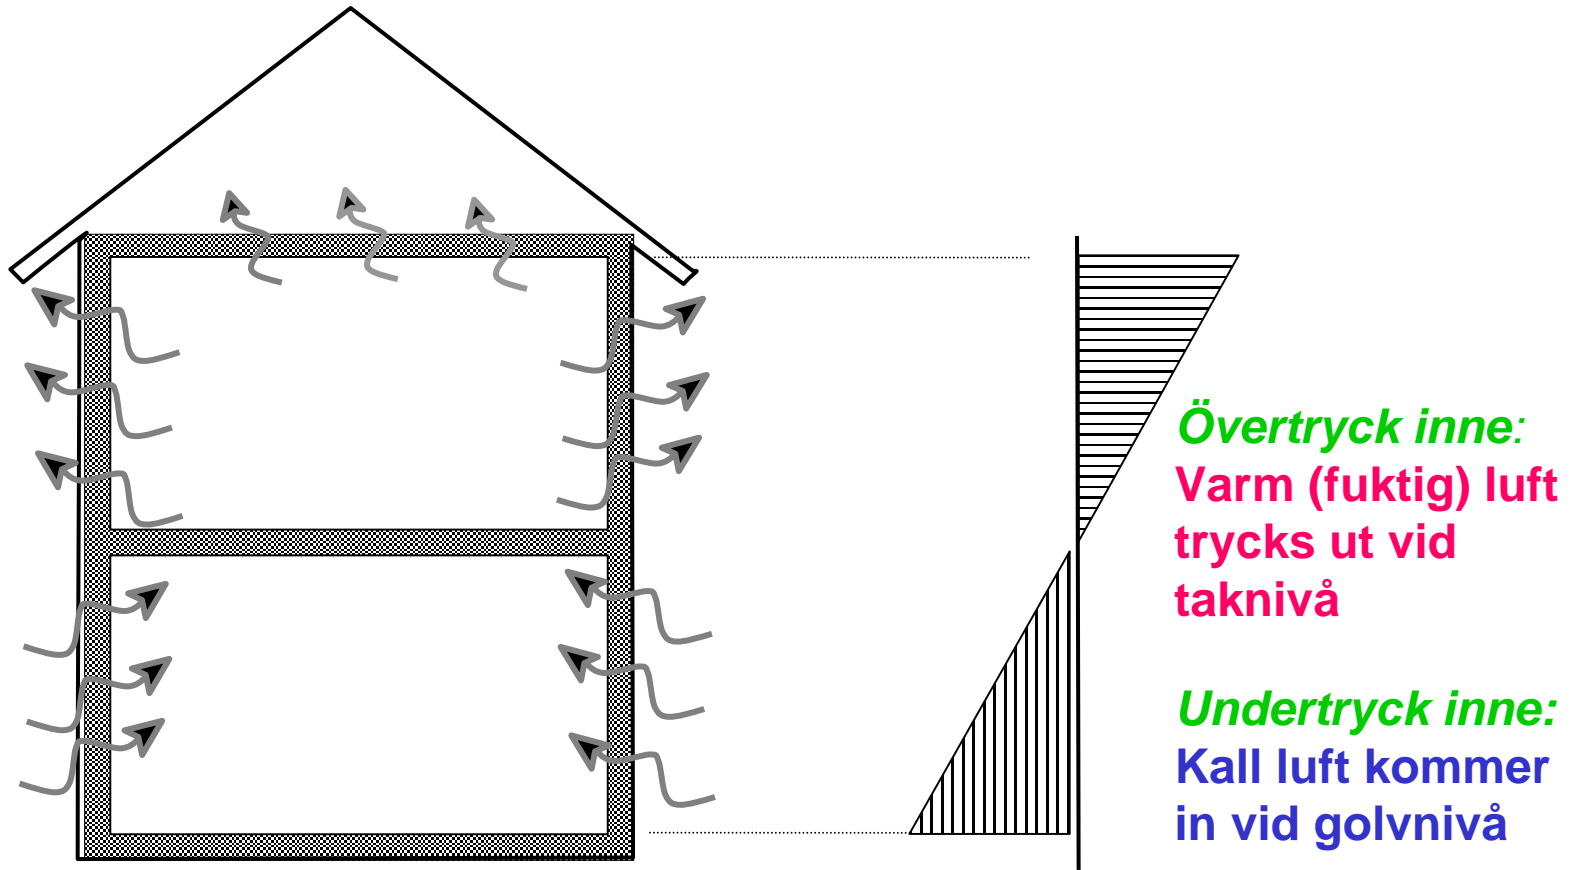 Övertryck inne:
Varm (fuktig) luft
trycks ut vid
taknivå
Undertryck inne:
Kall luft kommer
in vid golvnivå